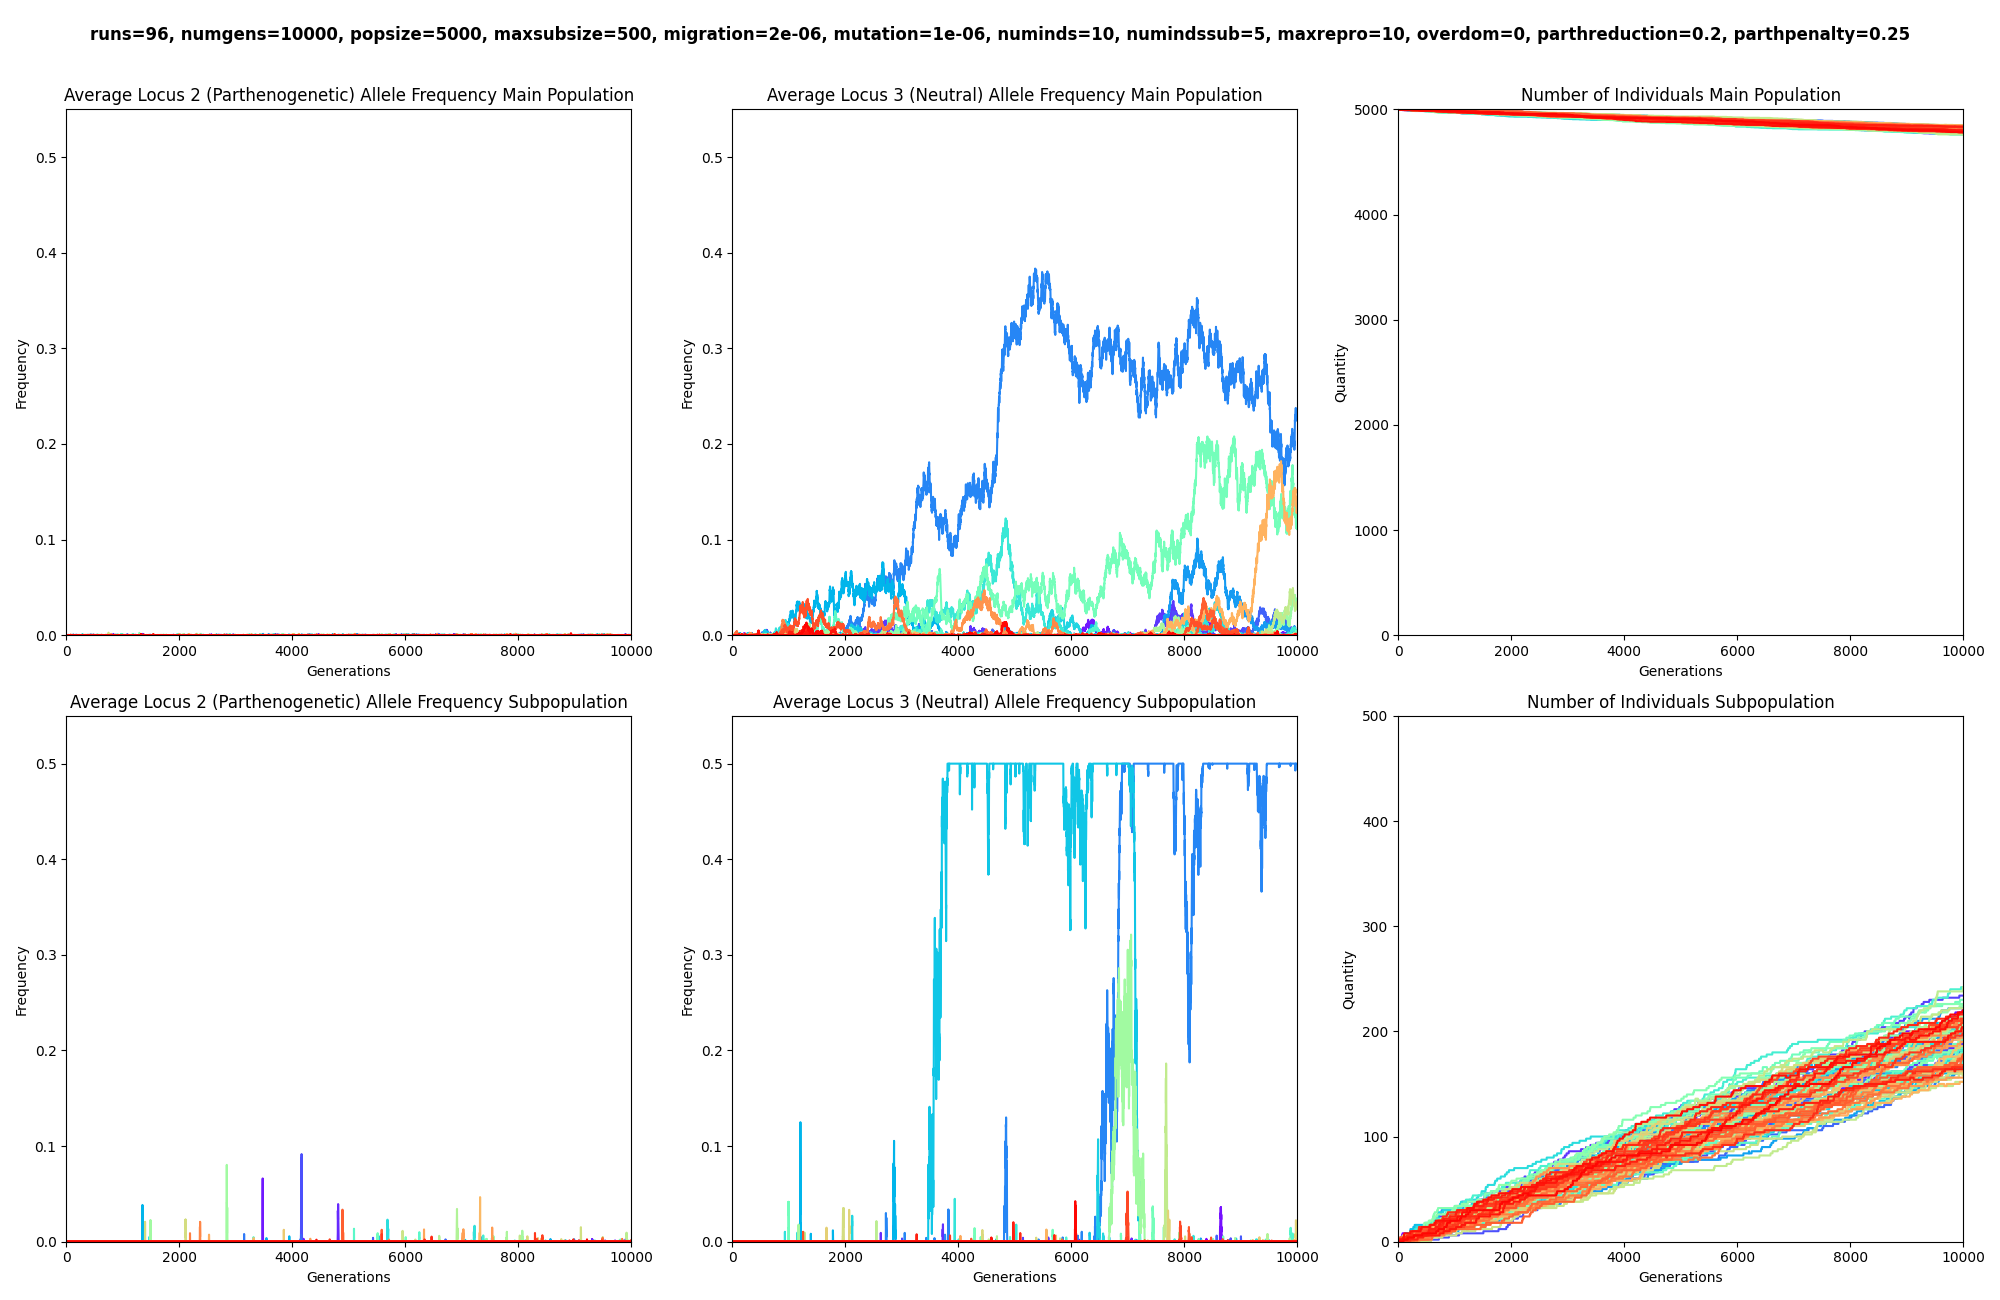 runs=96, numgens=10000, popsize=5000, maxsubsize=500, migration=2e-06, mutation=1e-06, numinds=10, numindssub=5, maxrepro=10, overdom=0, parthreduction=0.2, parthpenalty=0.25
Average Locus 2 (Parthenogenetic) Allele Frequency Main Population
0.5
0.4
0.3
0.2
0.1
0.0
Frequency
0 2000 4000 6000 8000 10000
Generations
Average Locus 3 (Neutral) Allele Frequency Main Population
0.5
0.4
0.3
0.2
0.1
0.0
Frequency
0 2000 4000 6000 8000 10000
Generations
Number of Individuals Main Population
5000
4000
3000
2000
1000
0
Quantity
0 2000 4000 6000 8000 10000
Generations
Average Locus 2 (Parthenogenetic) Allele Frequency Subpopulation
0.5
0.4
0.3
0.2
0.1
0.0
Frequency
0 2000 4000 6000 8000 10000
Generations
Average Locus 3 (Neutral) Allele Frequency Subpopulation
0.5
0.4
0.3
0.2
0.1
0.0
Frequency
0 2000 4000 6000 8000 10000
Generations
Number of Individuals Subpopulation
500
400
300
200
100
0
Quantity
0 2000 4000 6000 8000 10000
Generations